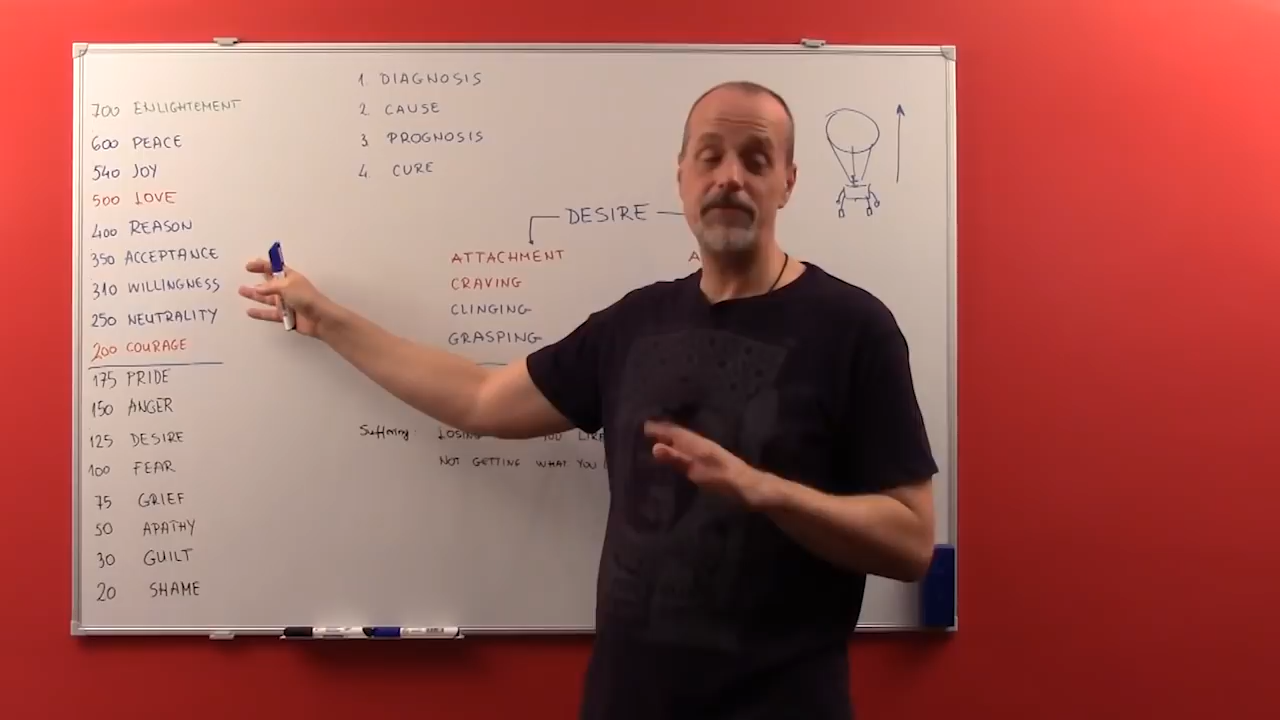 700 ENLIGHTEMENT
600 PEACE
540 JOY
500 LOVE
400 REASON
350 ACCEPTANCE
310 WILLINGNESS
250 NEUTRALITY
200 COURAGE
175 PRIDE
150 ANGER
125 DESIRE
100 FEAR
75 GRIEF
50 APATHY
30 GUILT
20 SHAME
1. DIAGNOSIS
2. CAUSE
3. PROGNOSIS
4. CURE
DESIRE
ATTACHMENT
A
CRAVING
CLINGING
GRASPING
Suffering: LOSING
NOT GETTING WHAT YOU